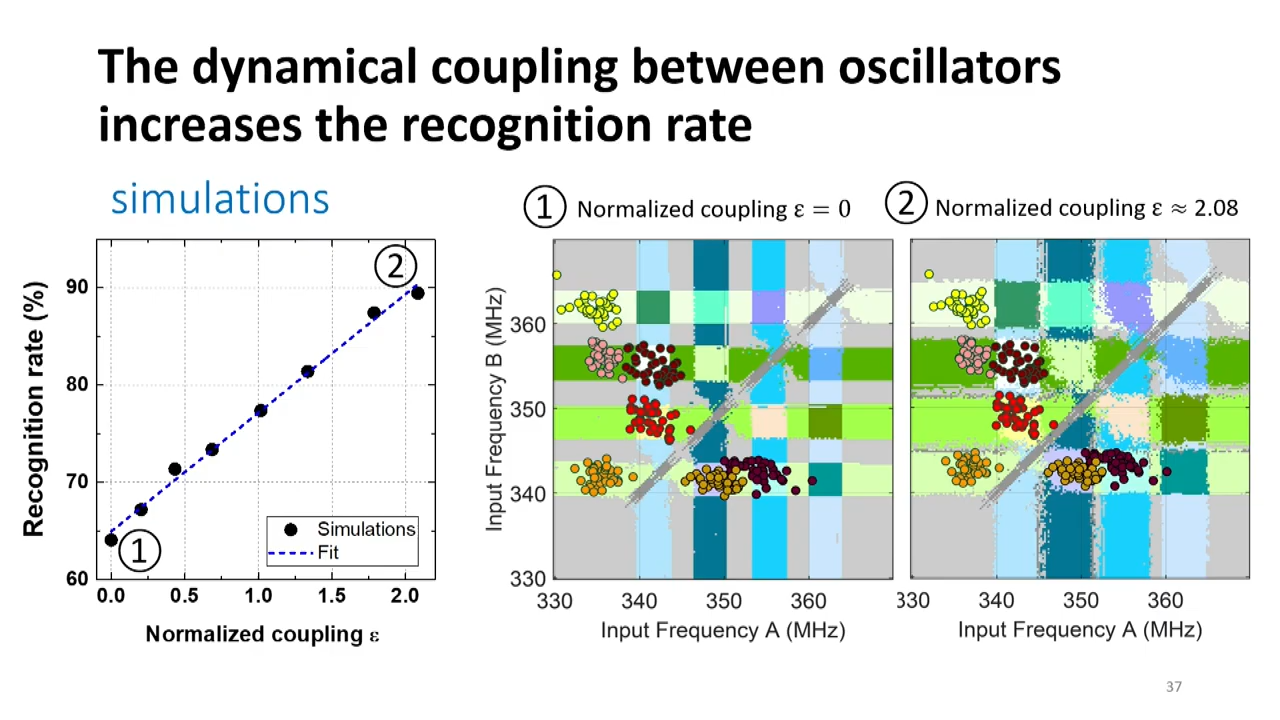 The dynamical coupling between oscillators
increases the recognition rate
simulations
1 Normalized coupling ε = 0
2 Normalized coupling ε ≈ 2.08
Recognition rate (%)
90
80
70
60
2
1
Simulations
Fit
0.0 0.5 1.0 1.5 2.0
Normalized coupling ε
Input Frequency B (MHz)
360
350
340
330
330 340 350 360
Input Frequency A (MHz)
330 340 350 360
Input Frequency A (MHz)
37